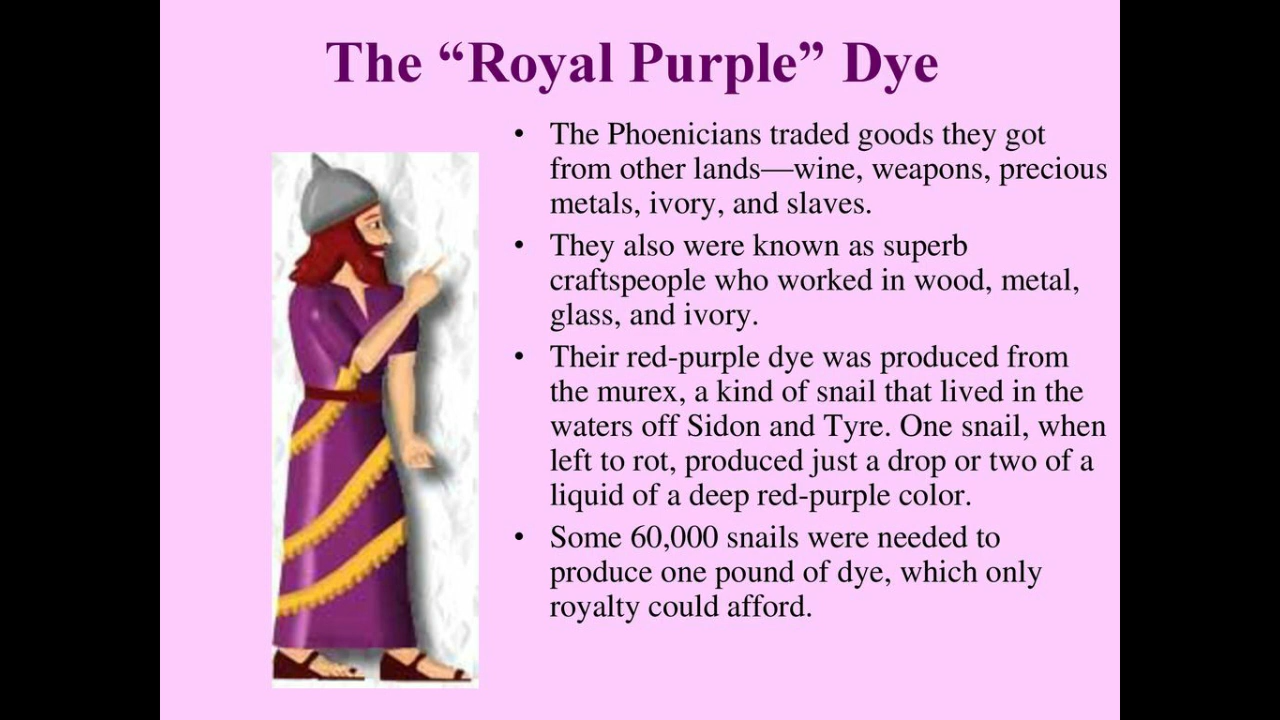 The “Royal Purple” Dye
• The Phoenicians traded goods they got
from other lands—wine, weapons, precious
metals, ivory, and slaves.
• They also were known as superb
craftspeople who worked in wood, metal,
glass, and ivory.
• Their red-purple dye was produced from
the murex, a kind of snail that lived in the
waters off Sidon and Tyre. One snail, when
left to rot, produced just a drop or two of a
liquid of a deep red-purple color.
• Some 60,000 snails were needed to
produce one pound of dye, which only
royalty could afford.